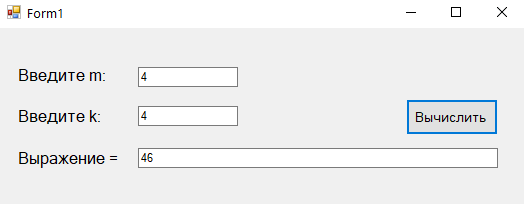 Form1
Введите m: 4
Введите k: 4
Вычислить
Выражение = 46